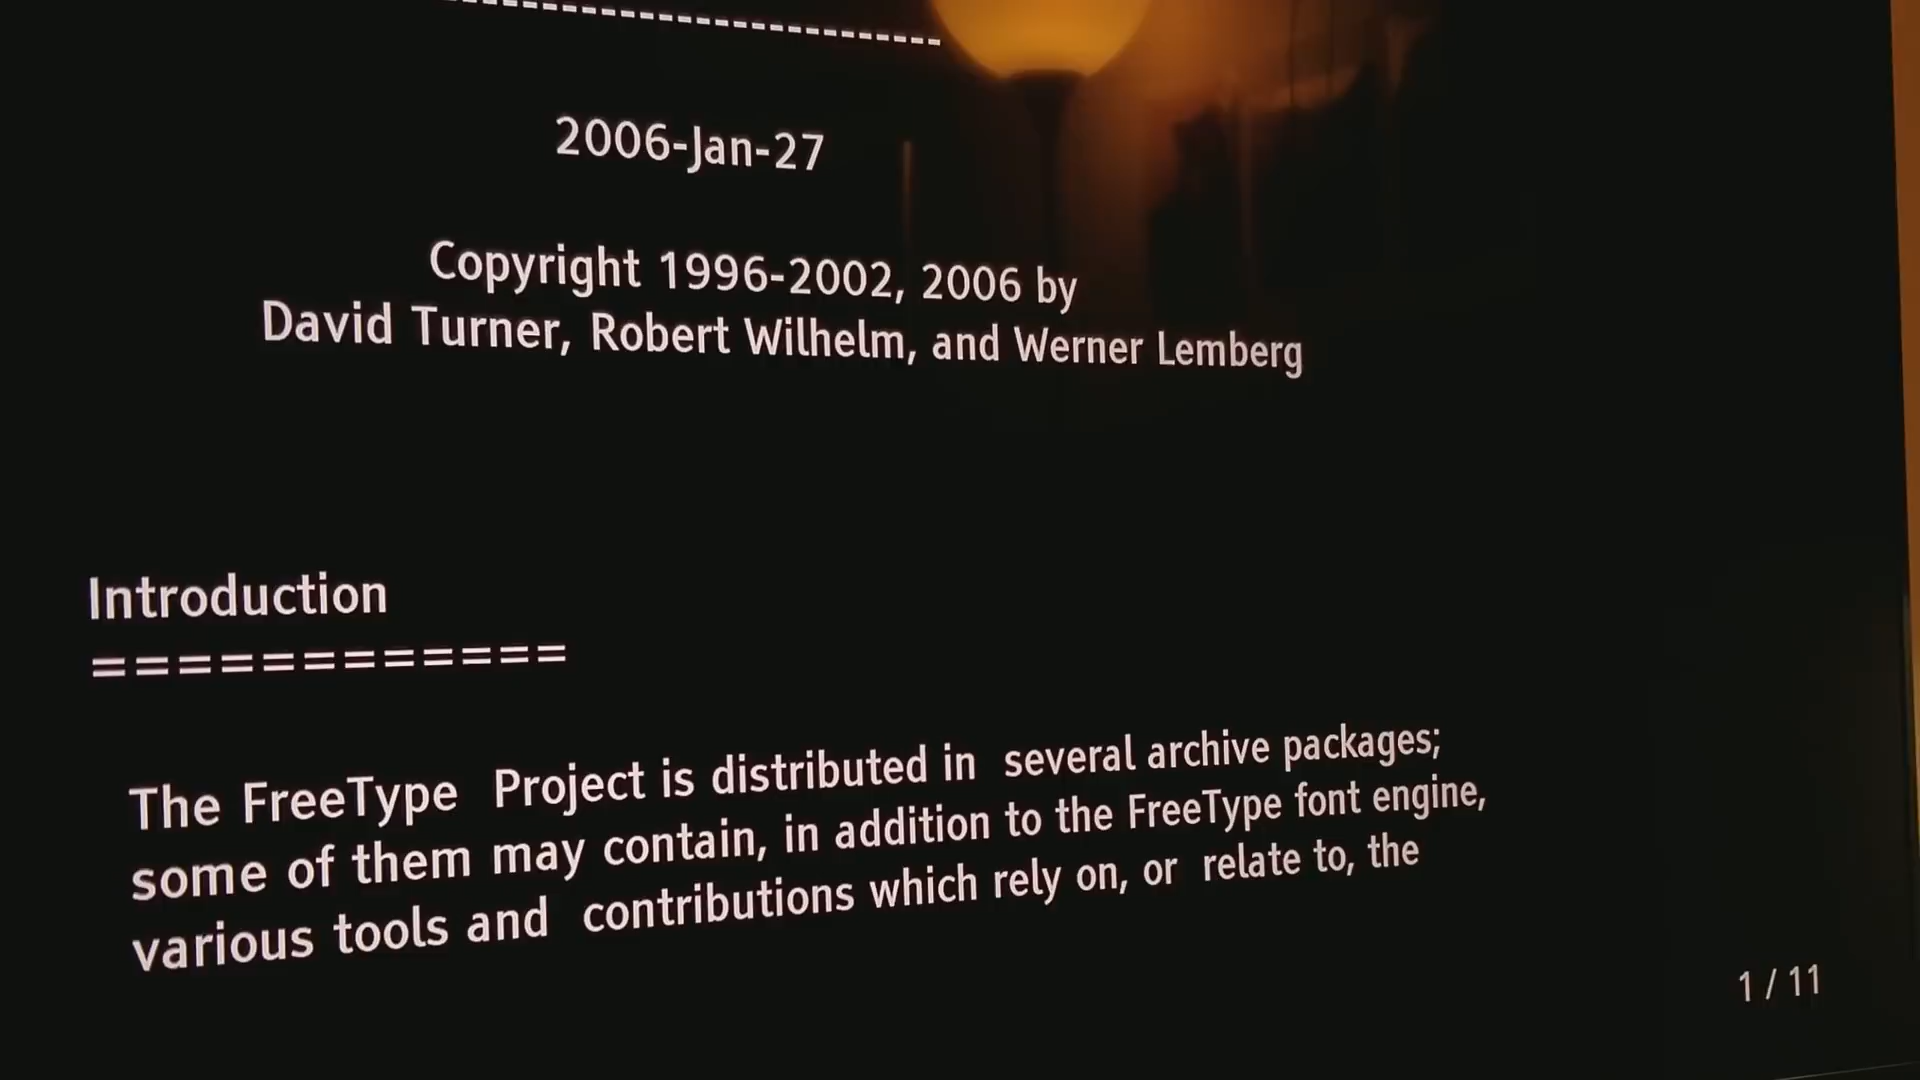 ----------------------------
2006-Jan-27
Copyright 1996-2002, 2006 by
David Turner, Robert Wilhelm, and Werner Lemberg
Introduction
============
The FreeType  Project is distributed in  several archive packages;
some of them may contain, in addition to the FreeType font engine,
various tools and  contributions which rely on, or  relate to, the
1 / 11